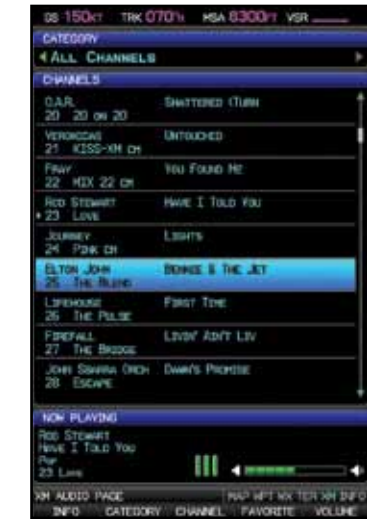 GS 150KT TRK 070°M MSA 8300FT VSR ____
CATEGORY
ALL CHANNELS
CHANNELS
O.A.R. SHATTERED (TURN
20 20 ON 20
VERONICAS UNTOUCHED
21 KISS-XM CH
FRAY YOU FOUND ME
22 MIX 22 CH
ROD STEWART HAVE I TOLD YOU
23 LOVE
JOURNEY LIGHTS
24 PINK CH
ELTON JOHN BENNIE & THE JET
25 THE BLEND
LIFEHOUSE FIRST TIME
26 THE PULSE
FIREFALL LIVIN' AIN'T LIV
27 THE BRIDGE
JOHN SBARRA ORCH DAWN'S PROMISE
28 ESCAPE
NOW PLAYING
ROD STEWART
HAVE I TOLD YOU
POP
23 LOVE
XM AUDIO PAGE MAP WPT WX TER XM INFO
INFO CATEGORY CHANNEL FAVORITE VOLUME